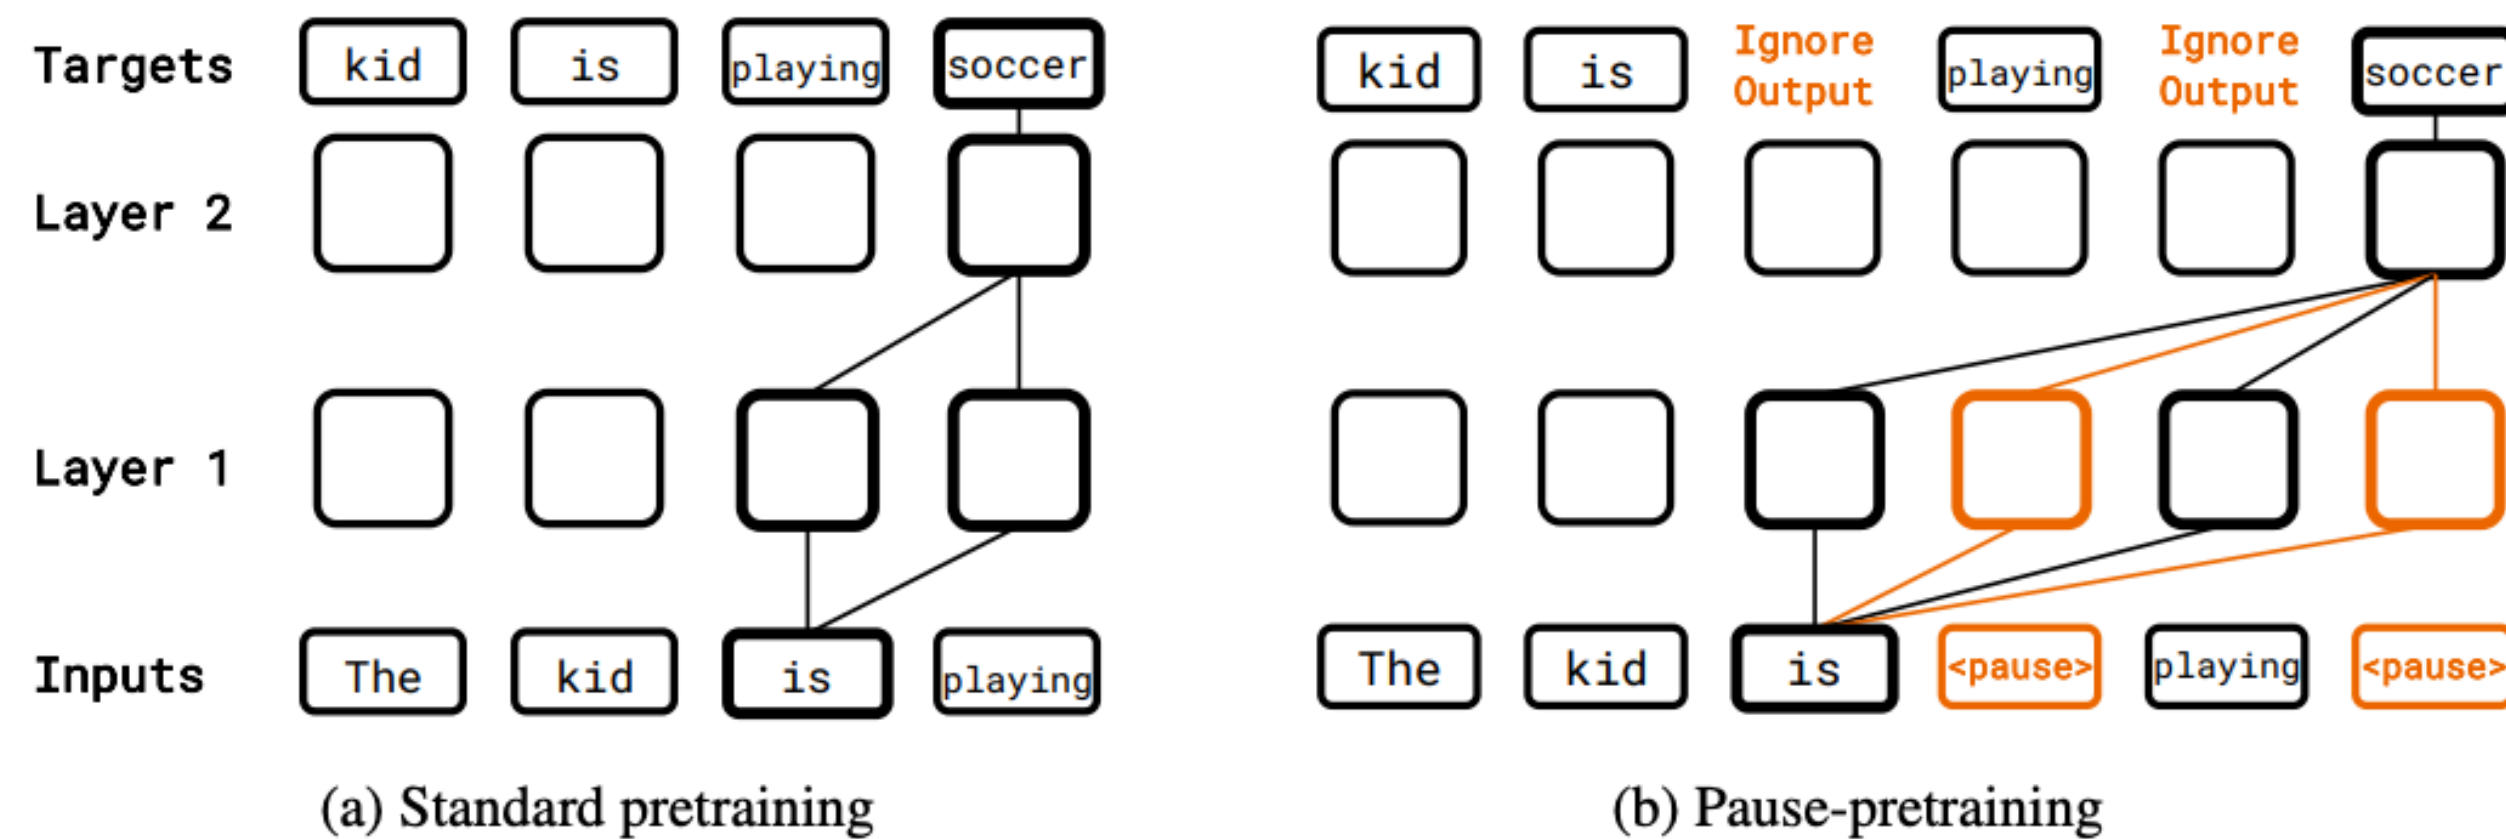 Targets kid is playing soccer kid is Ignore Output playing Ignore Output soccer
Layer 2
Layer 1
Inputs The kid is playing The kid is <pause> playing <pause>
(a) Standard pretraining (b) Pause-pretraining